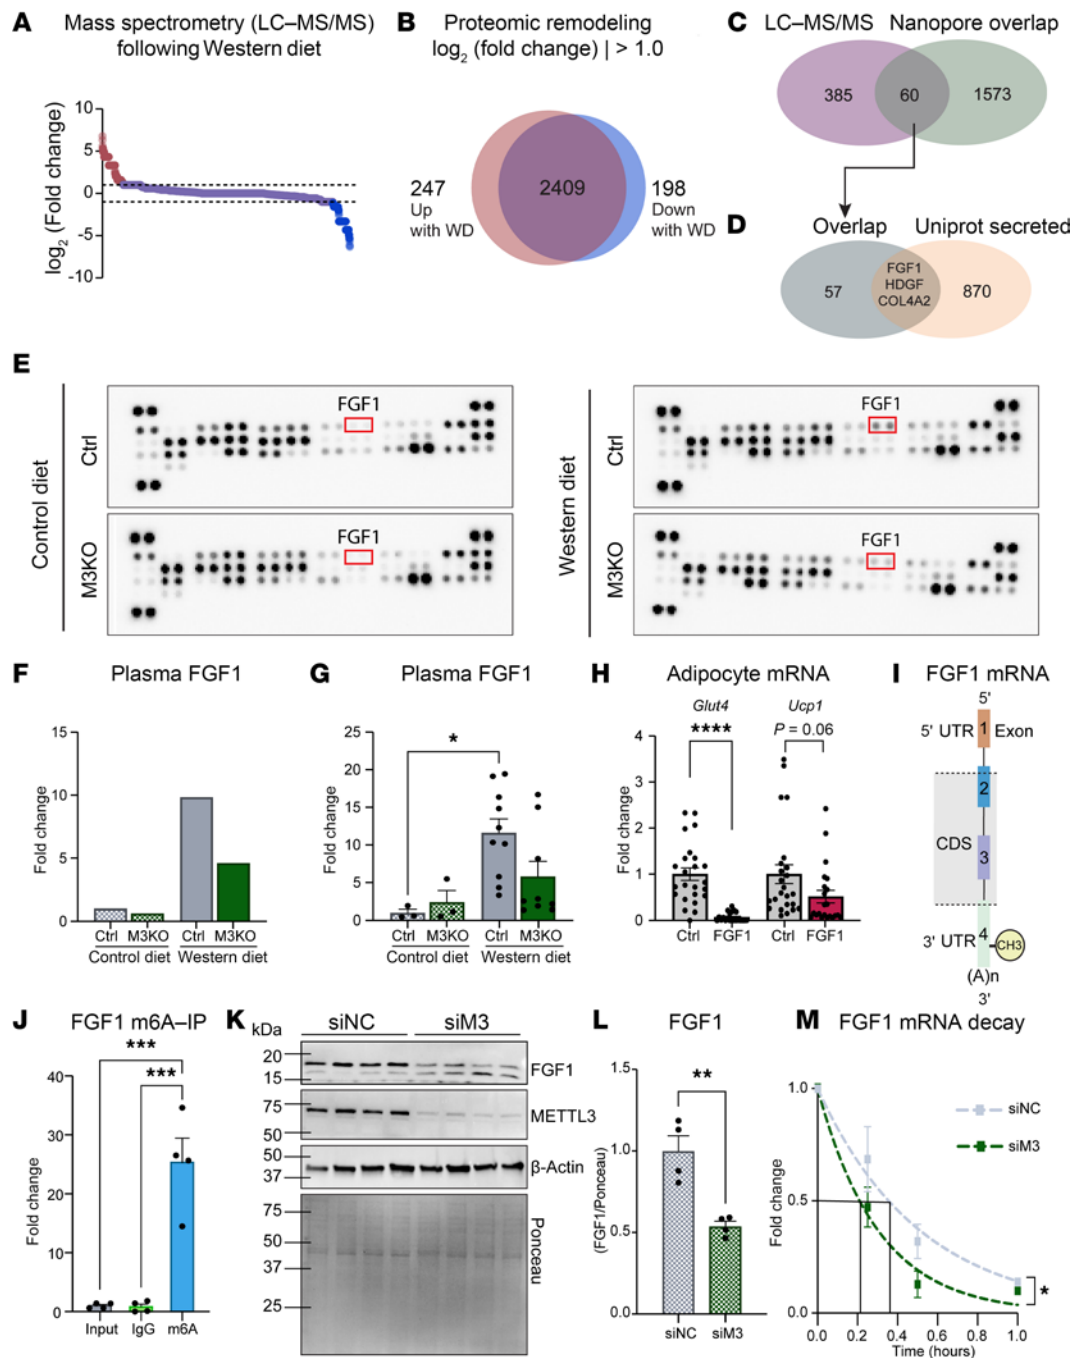 A Mass spectrometry (LC–MS/MS)
following Western diet
log2 (Fold change)
10
5
0
-5
-10
B Proteomic remodeling
log2 (fold change) | > 1.0
247
Up
with WD
2409
198
Down
with WD
C
LC–MS/MS Nanopore overlap
385 60 1573
D
Overlap Uniprot secreted
57
FGF1
HDGF
COL4A2
870
E
Control diet
Ctrl
FGF1
M3KO
FGF1
Western diet
Ctrl
FGF1
M3KO
FGF1
F Plasma FGF1
Fold change
15
10
5
0
Ctrl M3KO Ctrl M3KO
Control diet Western diet
G Plasma FGF1
Fold change
25
20
15
10
5
0
*
Ctrl M3KO Ctrl M3KO
Control diet Western diet
H Adipocyte mRNA
Glut4 Ucp1
**** P = 0.06
Fold change
4
3
2
1
0
Ctrl FGF1 Ctrl FGF1
I FGF1 mRNA
5'
5' UTR 1 Exon
2
CDS
3
3' UTR 4 CH3
(A)n
3'
J FGF1 m6A–IP
***
***
Fold change
40
30
20
10
0
Input IgG m6A
K
kDa siNC siM3
20
15
FGF1
75
50
METTL3
50
37
β-Actin
75
50
37
25
Ponceau
L FGF1
**
(FGF1/Ponceau)
1.5
1.0
0.5
0.0
siNC siM3
M FGF1 mRNA decay
siNC
siM3
Fold change
1.0
0.5
0.0
*
0.0 0.2 0.4 0.6 0.8 1.0
Time (hours)